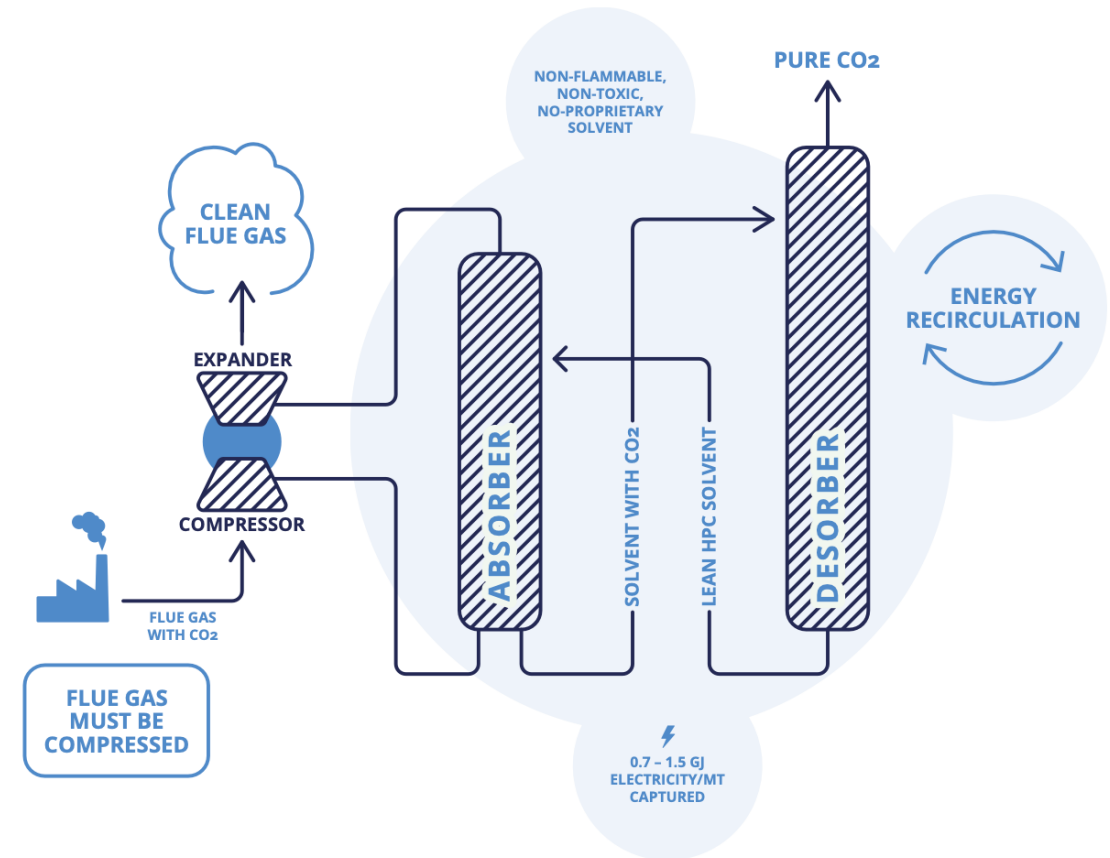 NON-FLAMMABLE,
NON-TOXIC,
NO-PROPRIETARY
SOLVENT
PURE CO2
CLEAN
FLUE GAS
ENERGY
RECIRCULATION
EXPANDER
COMPRESSOR
ABSORBER
SOLVENT WITH CO2
LEAN HPC SOLVENT
DESORBER
FLUE GAS
WITH CO2
FLUE GAS
MUST BE
COMPRESSED
0.7 – 1.5 GJ
ELECTRICITY/MT
CAPTURED